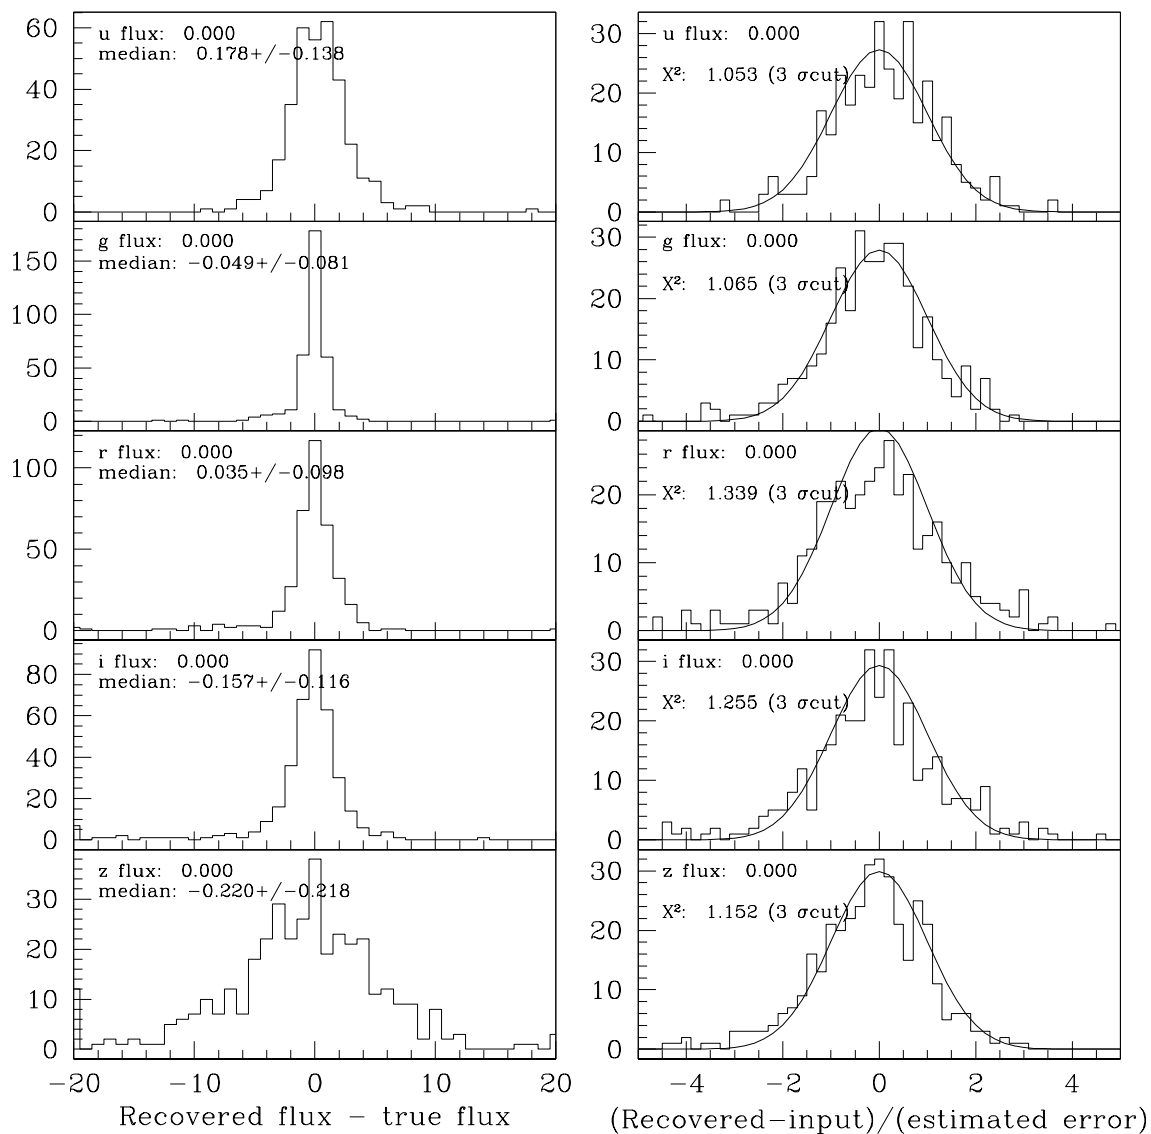 60
40
20
0
u flux: 0.000
median: 0.178+/−0.138
30
20
10
0
u flux: 0.000
X²: 1.053 (3 σcut)
150
100
50
0
g flux: 0.000
median: −0.049+/−0.081
30
20
10
0
g flux: 0.000
X²: 1.065 (3 σcut)
100
50
0
r flux: 0.000
median: 0.035+/−0.098
20
10
0
r flux: 0.000
X²: 1.339 (3 σcut)
80
60
40
20
0
i flux: 0.000
median: −0.157+/−0.116
30
20
10
0
i flux: 0.000
X²: 1.255 (3 σcut)
30
20
10
0
z flux: 0.000
median: −0.220+/−0.218
30
20
10
0
z flux: 0.000
X²: 1.152 (3 σcut)
−20 −10 0 10 20
Recovered flux − true flux
−4 −2 0 2 4
(Recovered−input)/(estimated error)